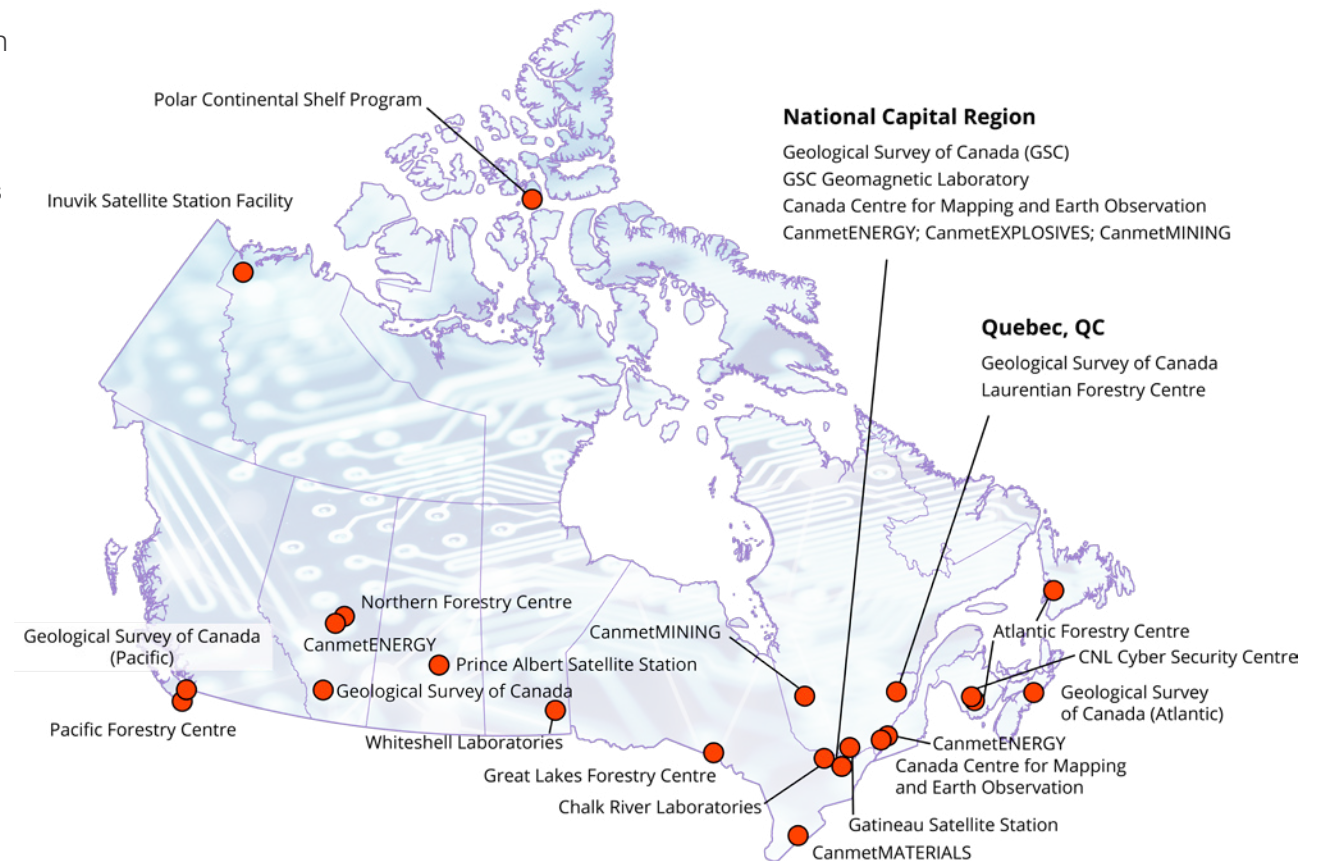 n
s
Polar Continental Shelf Program
Inuvik Satellite Station Facility
National Capital Region
Geological Survey of Canada (GSC)
GSC Geomagnetic Laboratory
Canada Centre for Mapping and Earth Observation
CanmetENERGY; CanmetEXPLOSIVES; CanmetMINING
Quebec, QC
Geological Survey of Canada
Laurentian Forestry Centre
Northern Forestry Centre
CanmetENERGY
Geological Survey of Canada
(Pacific)
Prince Albert Satellite Station
Geological Survey of Canada
Pacific Forestry Centre
Whiteshell Laboratories
CanmetMINING
Atlantic Forestry Centre
CNL Cyber Security Centre
Geological Survey
of Canada (Atlantic)
CanmetENERGY
Canada Centre for Mapping
and Earth Observation
Great Lakes Forestry Centre
Chalk River Laboratories
Gatineau Satellite Station
CanmetMATERIALS